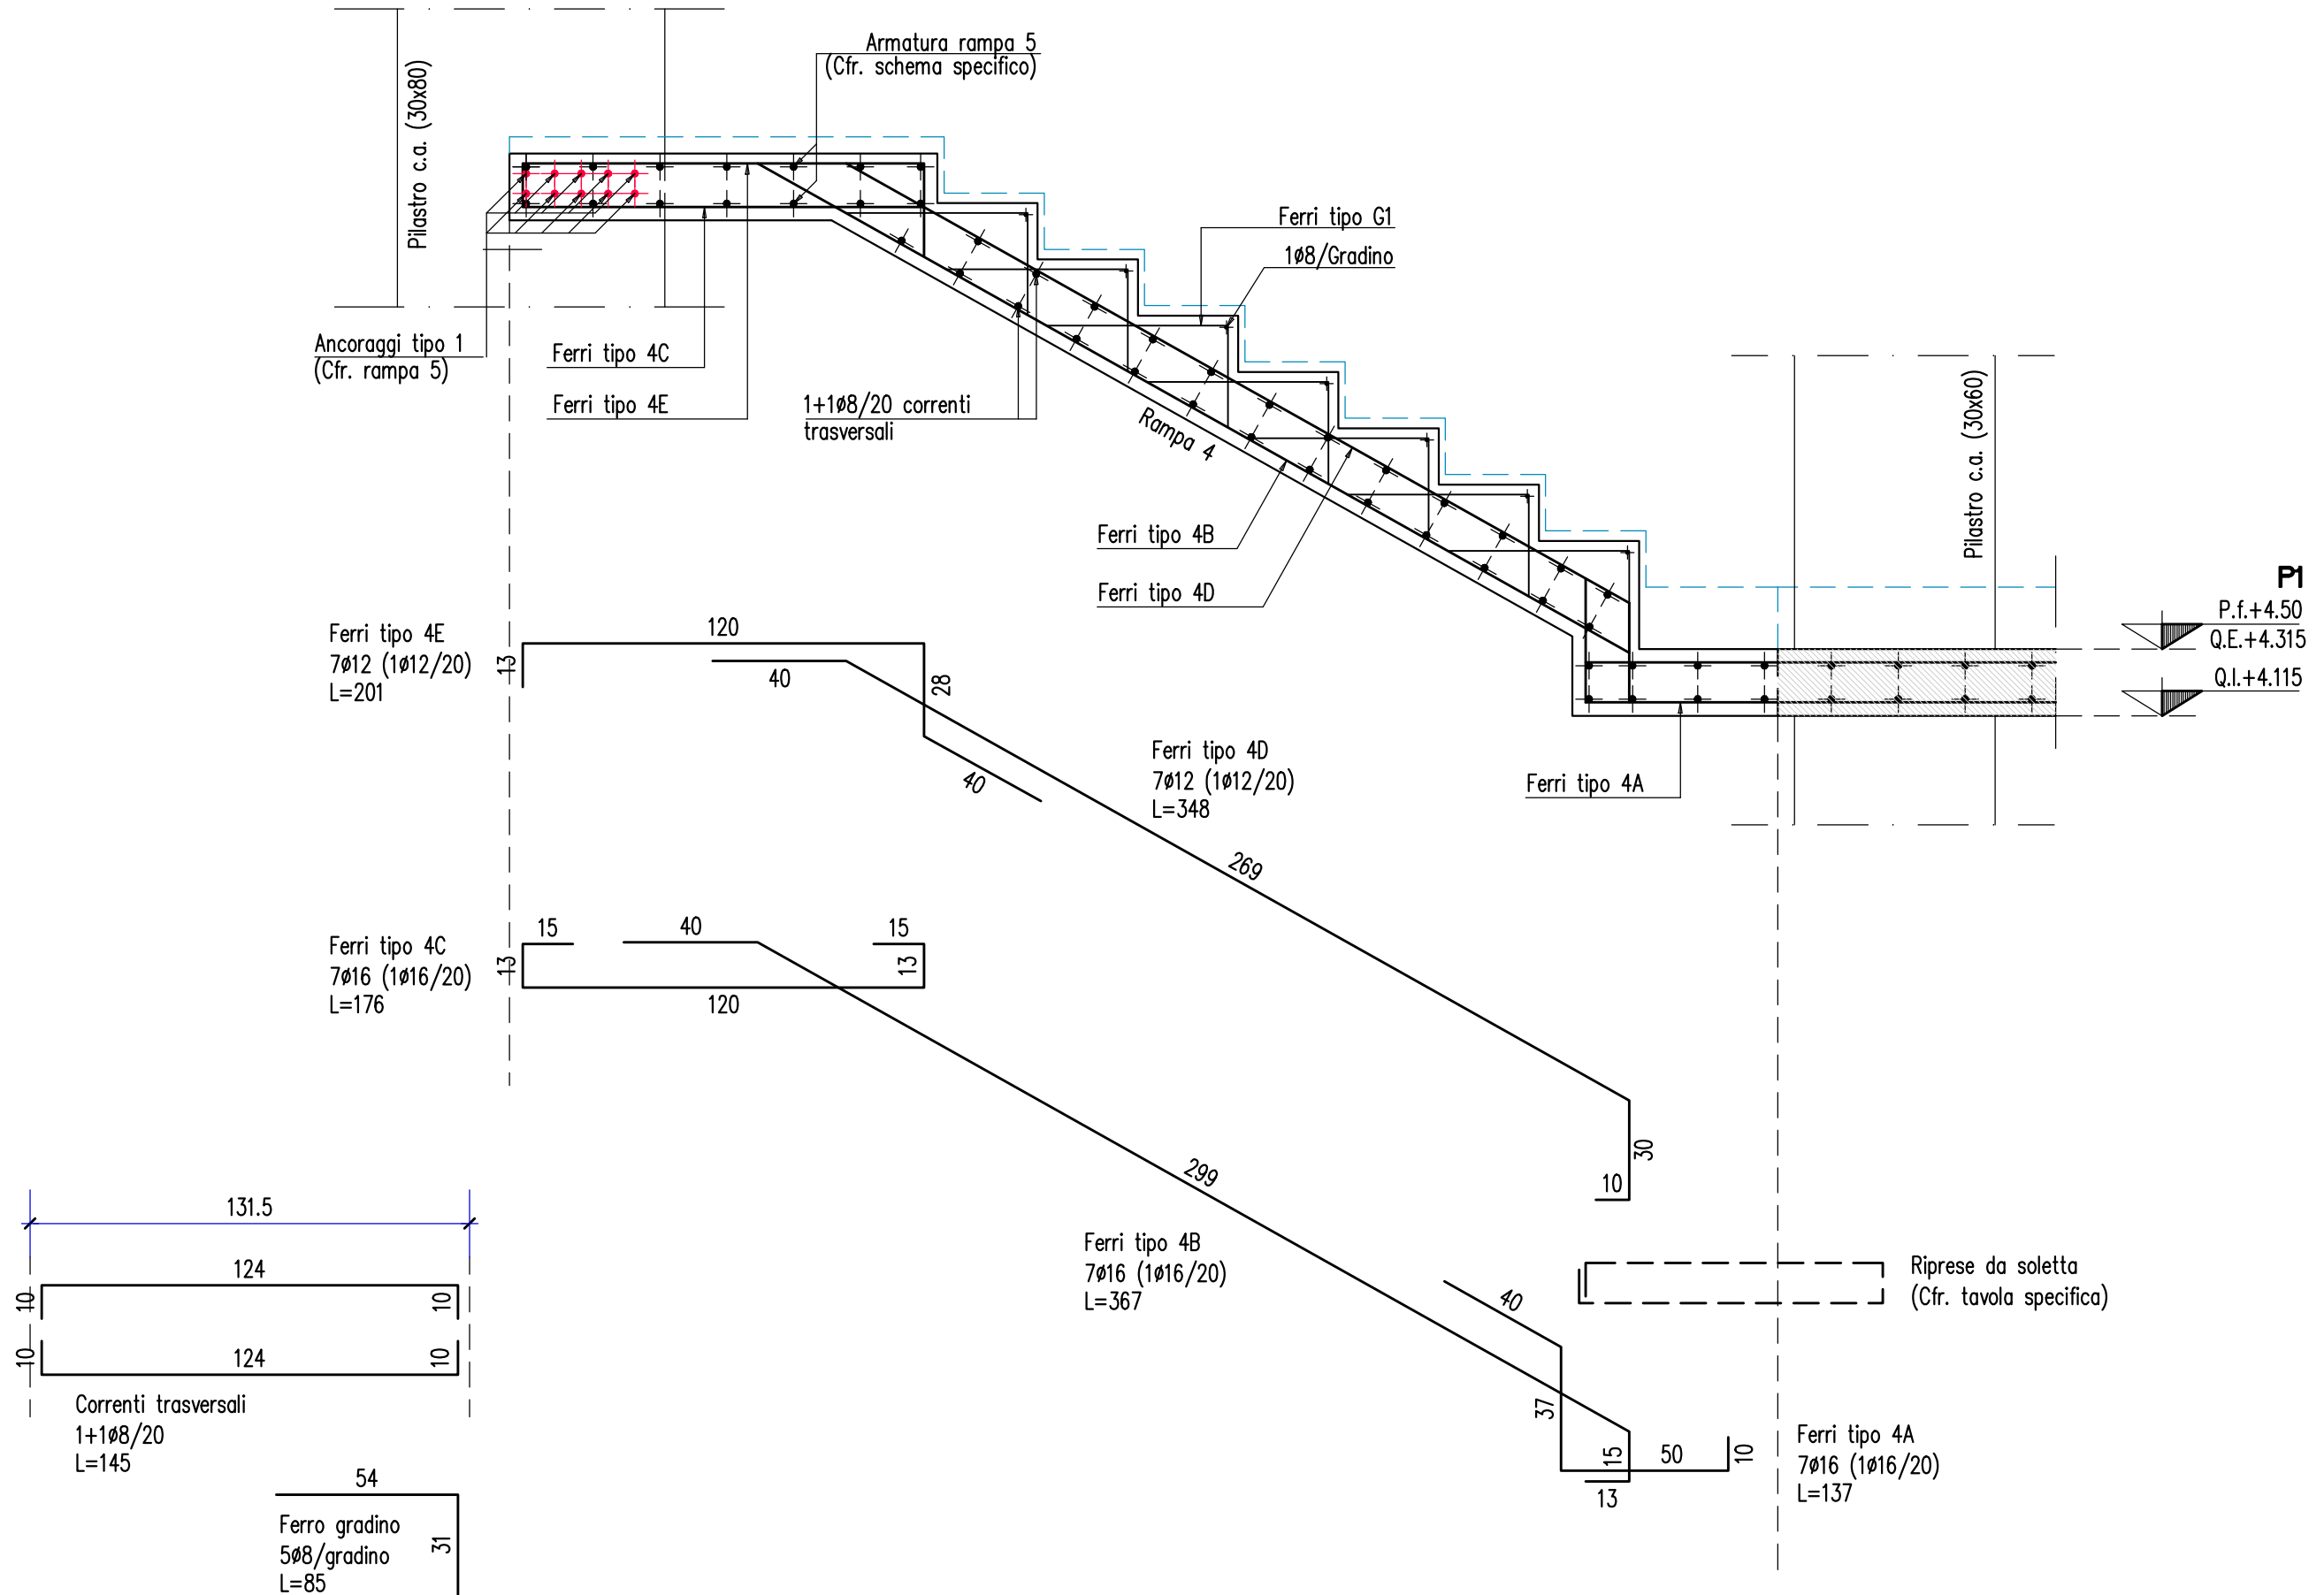 Armatura rampa 5
(Cfr. schema specifico)
Pilastro c.a. (30x80)
Ferri tipo G1
1ø8/Gradino
Ancoraggi tipo 1
(Cfr. rampa 5)
Ferri tipo 4C
Ferri tipo 4E
1+1ø8/20 correnti
trasversali
Rampa 4
Pilastro c.a. (30x60)
Ferri tipo 4B
Ferri tipo 4D
P1
P.f.+4.50
Q.E.+4.315
Q.I.+4.115
Ferri tipo 4A
Ferri tipo 4E
7ø12 (1ø12/20)
L=201
120
13
40
28
40
Ferri tipo 4D
7ø12 (1ø12/20)
L=348
269
30
10
Ferri tipo 4C
7ø16 (1ø16/20)
L=176
15
40
15
13
13
120
299
Ferri tipo 4B
7ø16 (1ø16/20)
L=367
40
37
15
50
10
13
Riprese da soletta
(Cfr. tavola specifica)
Ferri tipo 4A
7ø16 (1ø16/20)
L=137
131.5
124
10
10
124
10
10
Correnti trasversali
1+1ø8/20
L=145
54
Ferro gradino
5ø8/gradino
L=85
31